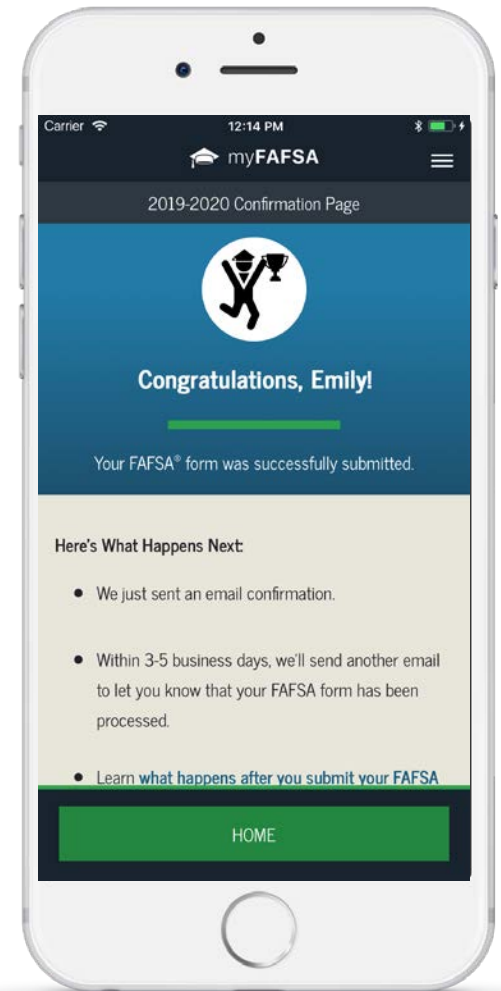 Carrier 12:14 PM
myFAFSA
2019-2020 Confirmation Page
Congratulations, Emily!
Your FAFSA® form was successfully submitted.
Here's What Happens Next:
• We just sent an email confirmation.
• Within 3-5 business days, we'll send another email
to let you know that your FAFSA form has been
processed.
• Learn what happens after you submit your FAFSA
HOME